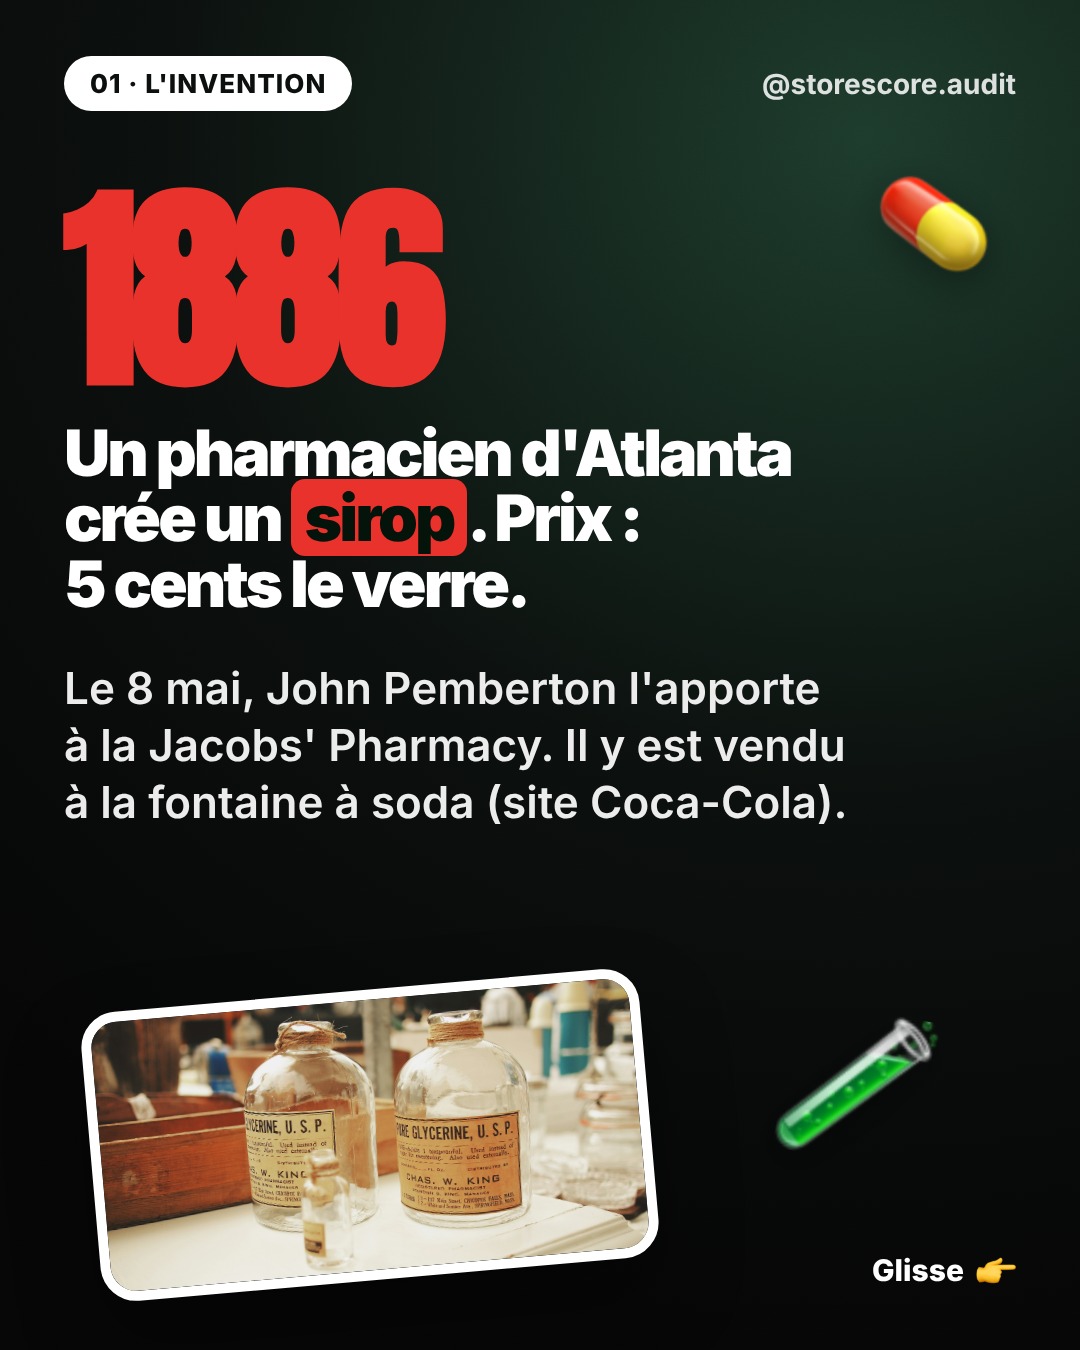 01 · L'INVENTION
@storescore.audit
1886
Un pharmacien d'Atlanta
crée un sirop. Prix :
5 cents le verre.
Le 8 mai, John Pemberton l'apporte
à la Jacobs' Pharmacy. Il y est vendu
à la fontaine à soda (site Coca-Cola).
YCERINE, U. S. P.
S. W. KING
GLYCERINE, U. S. P.
CHAS. W. KING
Glisse 👉